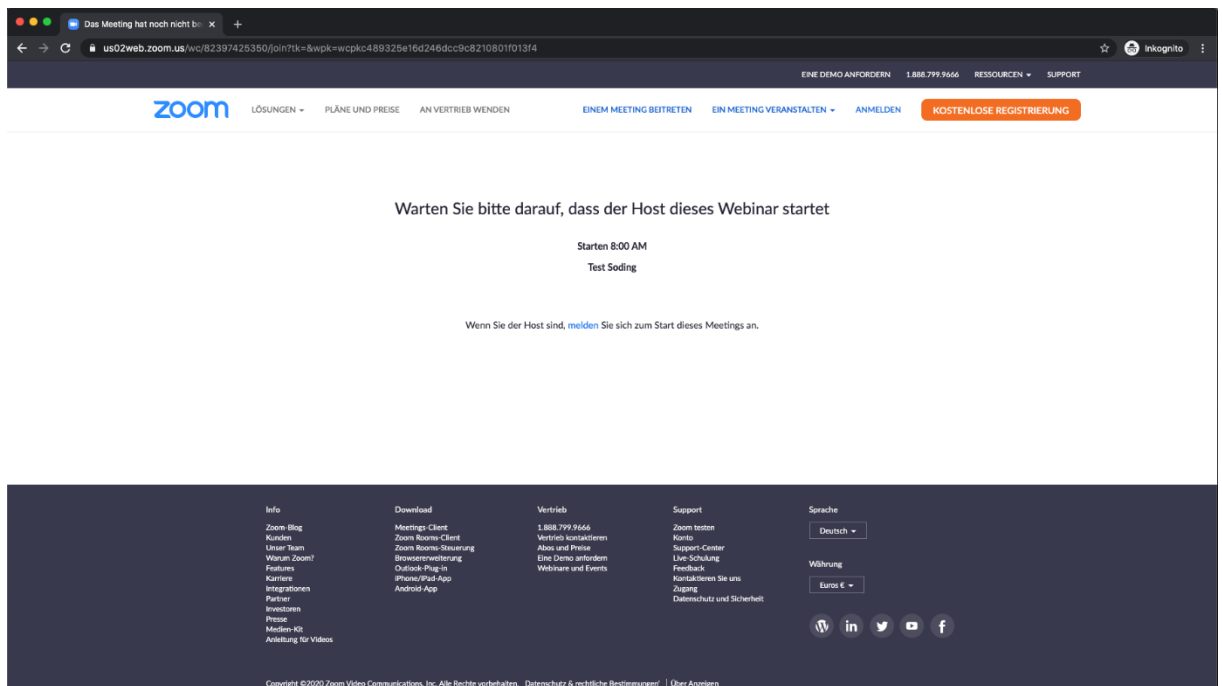 Das Meeting hat noch nicht be
us02web.zoom.us/wc/82397425350/join?tk=&wpk=wcpkc489325e16d246dcc9c8210801f013f4
Inkognito
EINE DEMO ANFORDERN 1.888.799.9666 RESSOURCEN SUPPORT
zoom LÖSUNGEN PLÄNE UND PREISE AN VERTRIEB WENDEN EINEM MEETING BEITRETEN EIN MEETING VERANSTALTEN ANMELDEN KOSTENLOSE REGISTRIERUNG
Warten Sie bitte darauf, dass der Host dieses Webinar startet
Starten 8:00 AM
Test Soding
Wenn Sie der Host sind, melden Sie sich zum Start dieses Meetings an.
Info
Zoom-Blog
Kunden
Unser Team
Warum Zoom?
Features
Karriere
Integrationen
Partner
Investoren
Presse
Medien-Kit
Anleitung für Videos
Download
Meetings-Client
Zoom Rooms-Client
Zoom Rooms-Steuerung
Browsererweiterung
Outlook-Plug-in
iPhone/iPad-App
Android-App
Vertrieb
1.888.799.9666
Vertrieb kontaktieren
Abos und Preise
Eine Demo anfordern
Webinare und Events
Support
Zoom testen
Konto
Support-Center
Live-Schulung
Feedback
Kontaktieren Sie uns
Zugang
Datenschutz und Sicherheit
Sprache
Deutsch
Währung
Euros €
Copyright ©2020 Zoom Video Communications, Inc. Alle Rechte vorbehalten. Datenschutz & rechtliche Bestimmungen' | Über Anzeigen